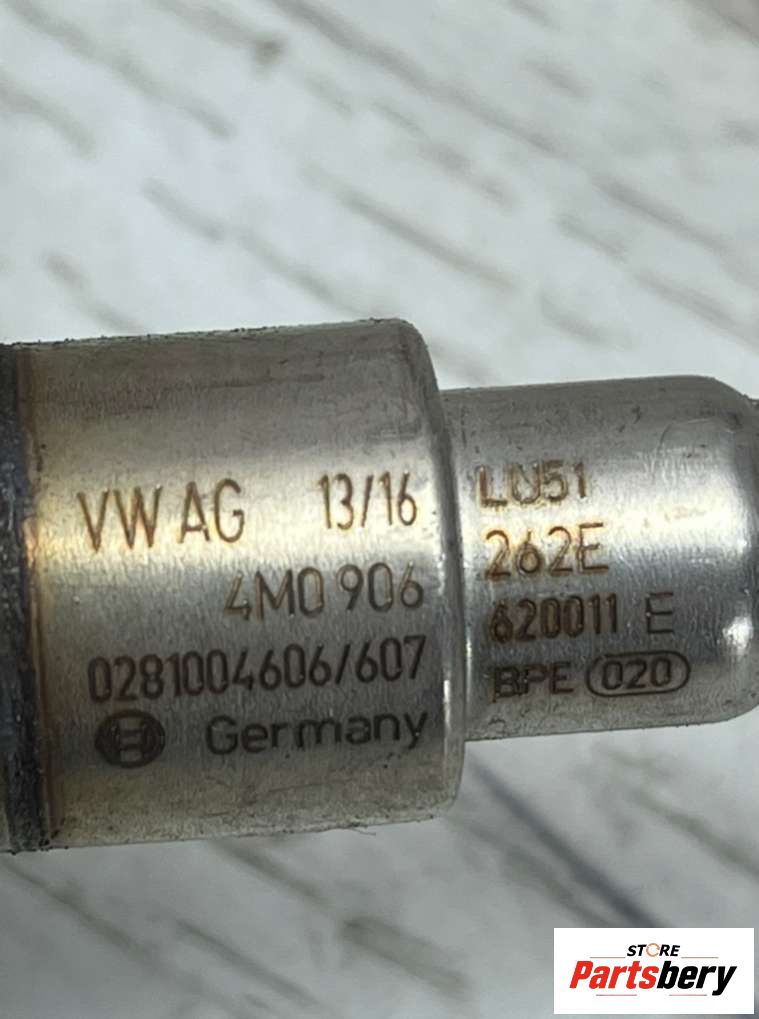 VW AG 13/16
4M0 906
0281004606/607
Germany
LU51
262E
620011 E
BPE 020
STORE
Partsbery